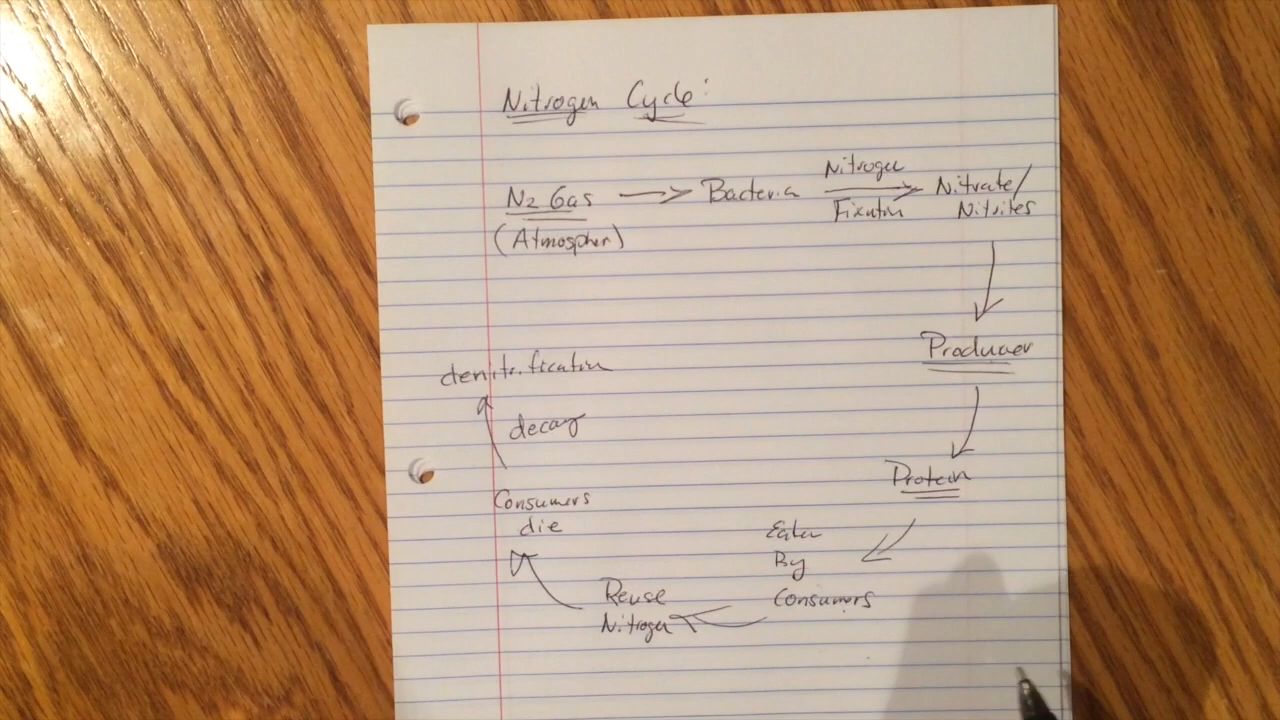 Nitrogen Cycle:
N2 Gas → Bacteria Nitrogen Fixation → Nitrate/
Nitrites
(Atmospher)
Producer
denitrification
decay
Protein
Consumers
die
Eaten
By
Consumers
Reuse
Nitrogen